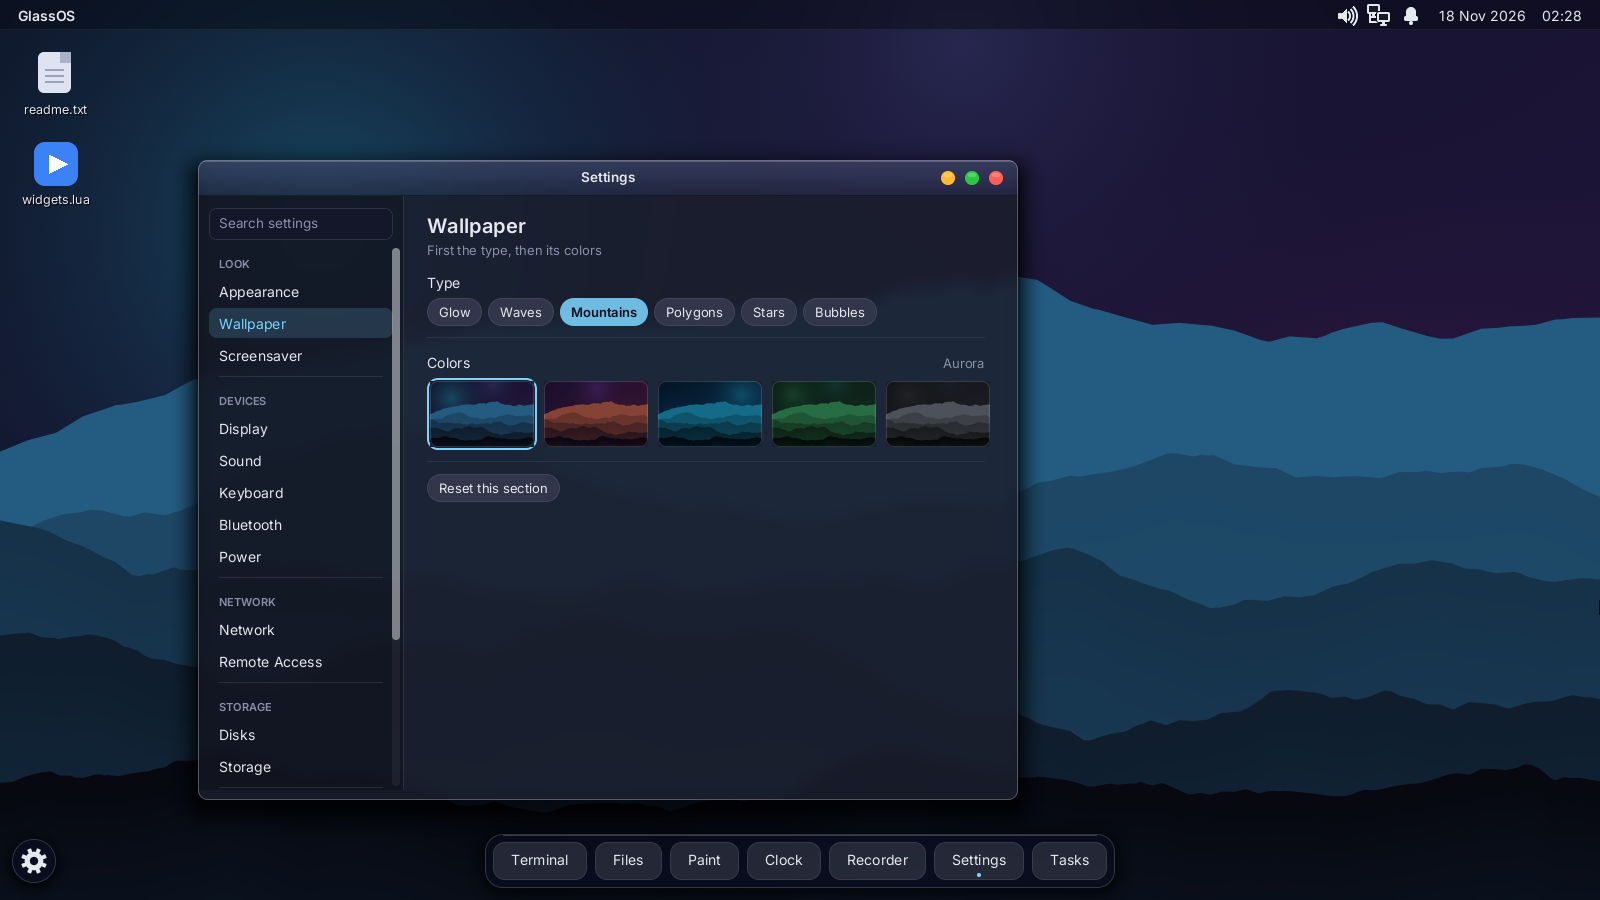 GlassOS
18 Nov 2026 02:28
readme.txt
widgets.lua
Settings
Search settings
LOOK
Appearance
Wallpaper
Screensaver
DEVICES
Display
Sound
Keyboard
Bluetooth
Power
NETWORK
Network
Remote Access
STORAGE
Disks
Storage
Wallpaper
First the type, then its colors
Type
Glow Waves Mountains Polygons Stars Bubbles
Colors Aurora
Reset this section
Terminal Files Paint Clock Recorder Settings Tasks